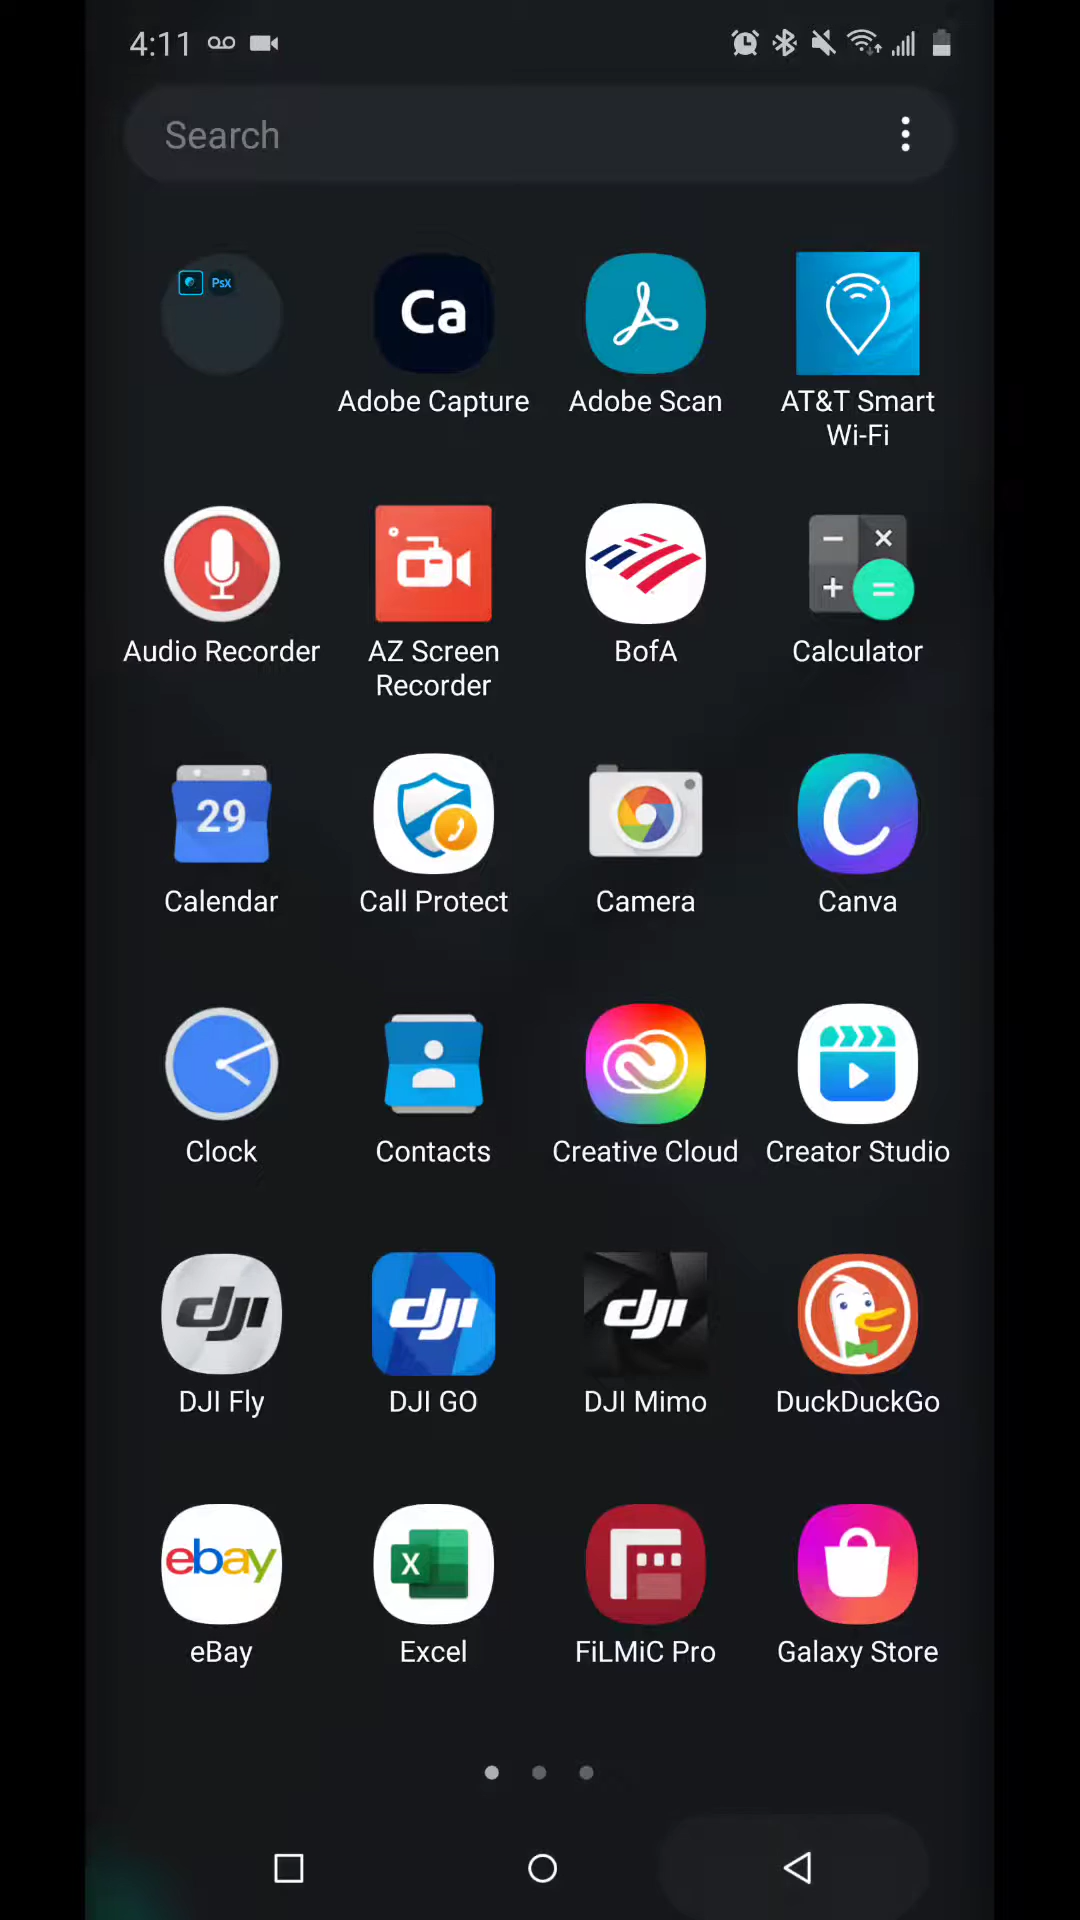 4:11
Search
PsX
Ca
Adobe Capture
Adobe Scan
AT&T Smart
Wi-Fi
Audio Recorder
AZ Screen
Recorder
BofA
Calculator
29
Calendar
Call Protect
Camera
C
Canva
Clock
Contacts
Creative Cloud
Creator Studio
dji
DJI Fly
dji
DJI GO
dji
DJI Mimo
DuckDuckGo
ebay
eBay
X
Excel
FiLMiC Pro
Galaxy Store